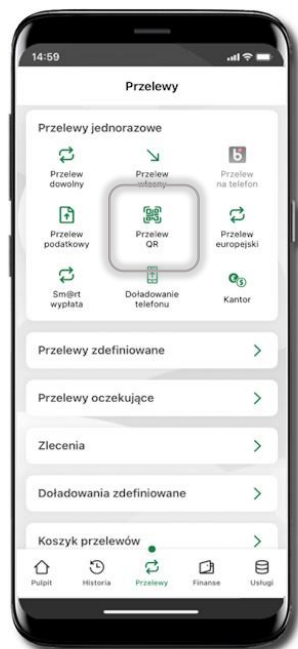 14:59
Przelewy
Przelewy jednorazowe
Przelew
dowolny
Przelew
własny
Przelew
na telefon
Przelew
podatkowy
Przelew
QR
Przelew
europejski
Sm@rt
wypłata
Doładowanie
telefonu
Kantor
Przelewy zdefiniowane
Przelewy oczekujące
Zlecenia
Doładowania zdefiniowane
Koszyk przelewów
Pulpit
Historia
Przelewy
Finanse
Usługi